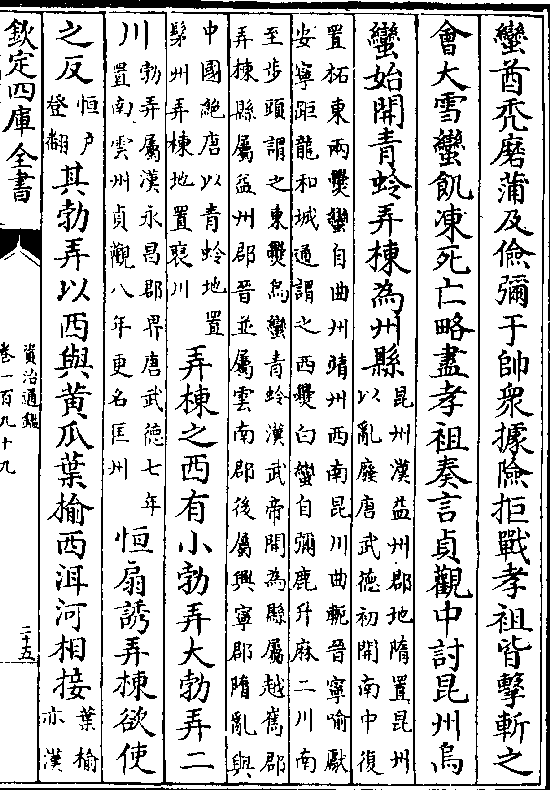 蠻酋禿磨蒲及儉彌于帥衆據險拒戰孝祖皆擊斬之
會大雪蠻飢凍死亡略盡孝祖奏言貞觀中討昆州烏
蠻始開青蛉弄棟為州縣
昆州漢益州郡地隋置昆州
以亂廢唐武德初開南中復
置柘東兩爨蠻自曲州靖州西南昆川曲軛晉寧喻獻
安寧距龍和城通謂之西爨白蠻自彌鹿升麻二川南
至步頭謂之東爨烏蠻青蛉漢武帝開為縣屬越嶲郡
弄棟縣屬益州郡晉並屬雲南郡後屬興寧郡隋亂與
中國絶唐以青蛉地置
髳州弄棟地置裒川
弄棟之西有小勃弄大勃弄二
川
勃弄屬漢永昌郡界唐武德七年
置南雲州貞觀八年更名匡州
恒扇誘弄棟欲使
之反
恒户
登翻
其勃弄以西與黃瓜葉榆西洱河相接
葉榆
亦漢
欽定四庫全書
資治通鑑
卷一百九十九
二十五